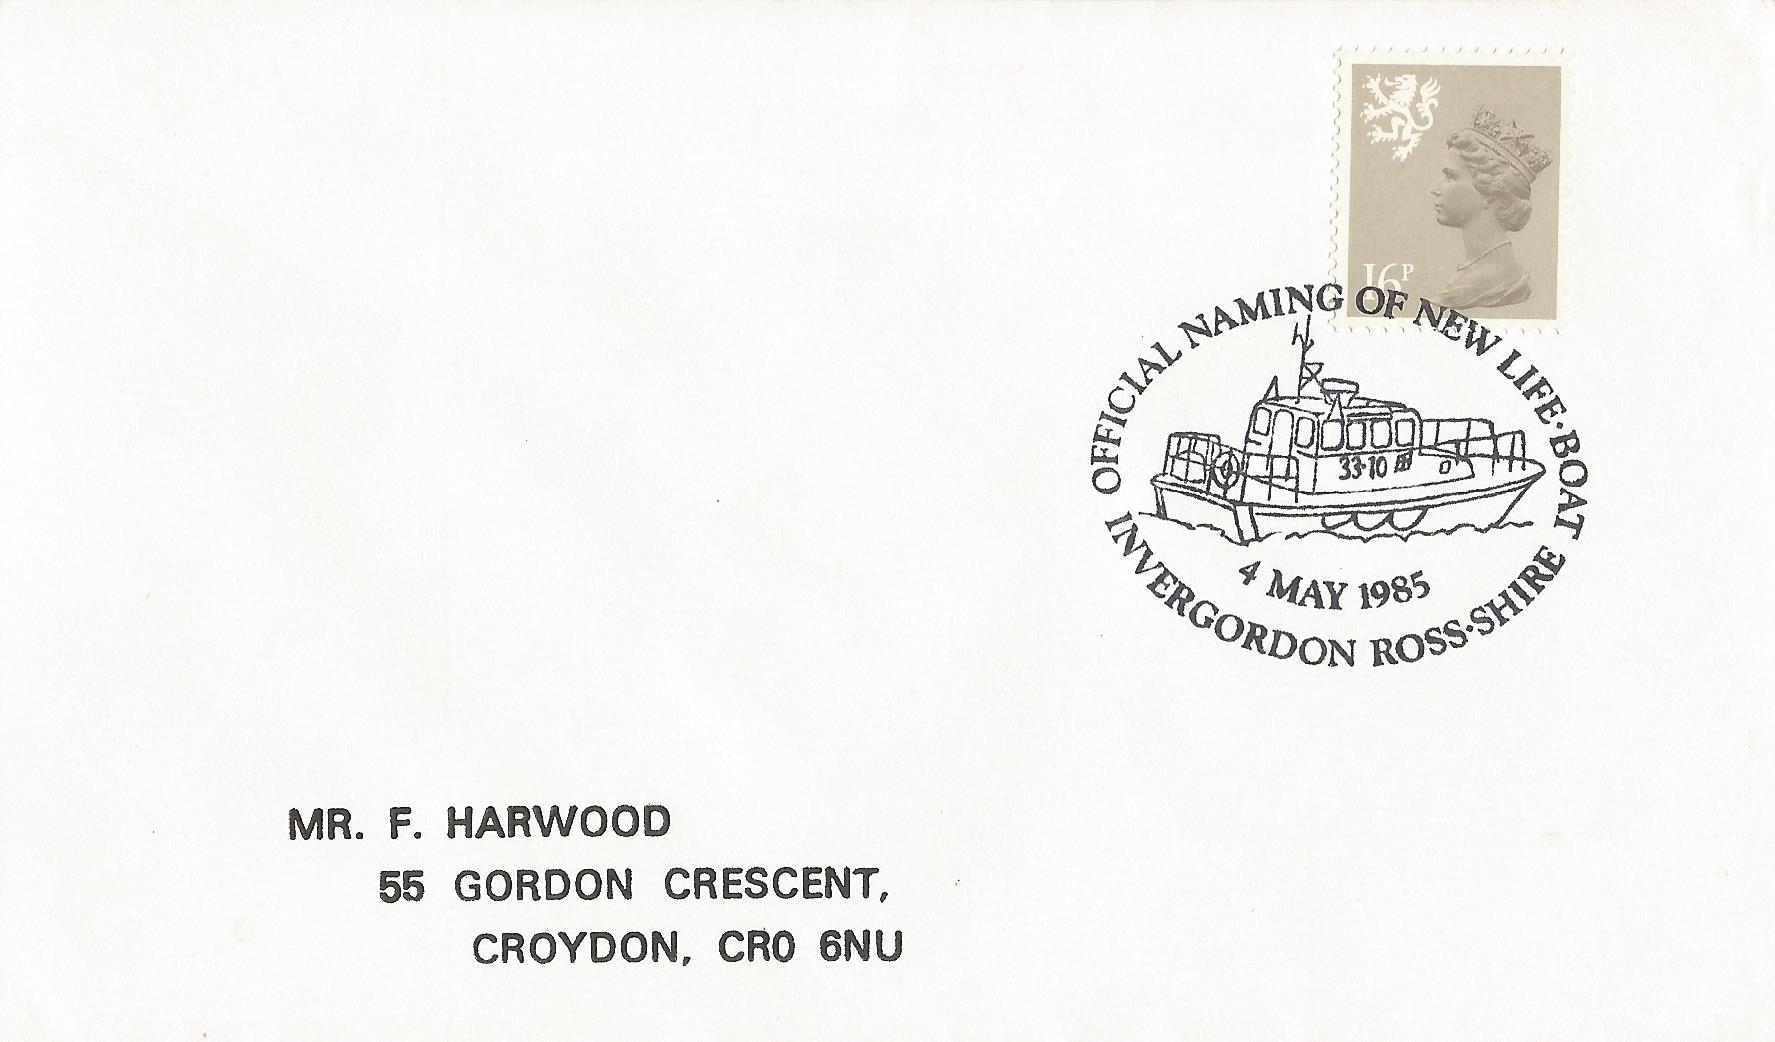 16P
OFFICIAL NAMING OF NEW LIFE·BOAT
33-10
4 MAY 1985
INVERGORDON ROSS·SHIRE
MR. F. HARWOOD
55 GORDON CRESCENT,
CROYDON, CR0 6NU